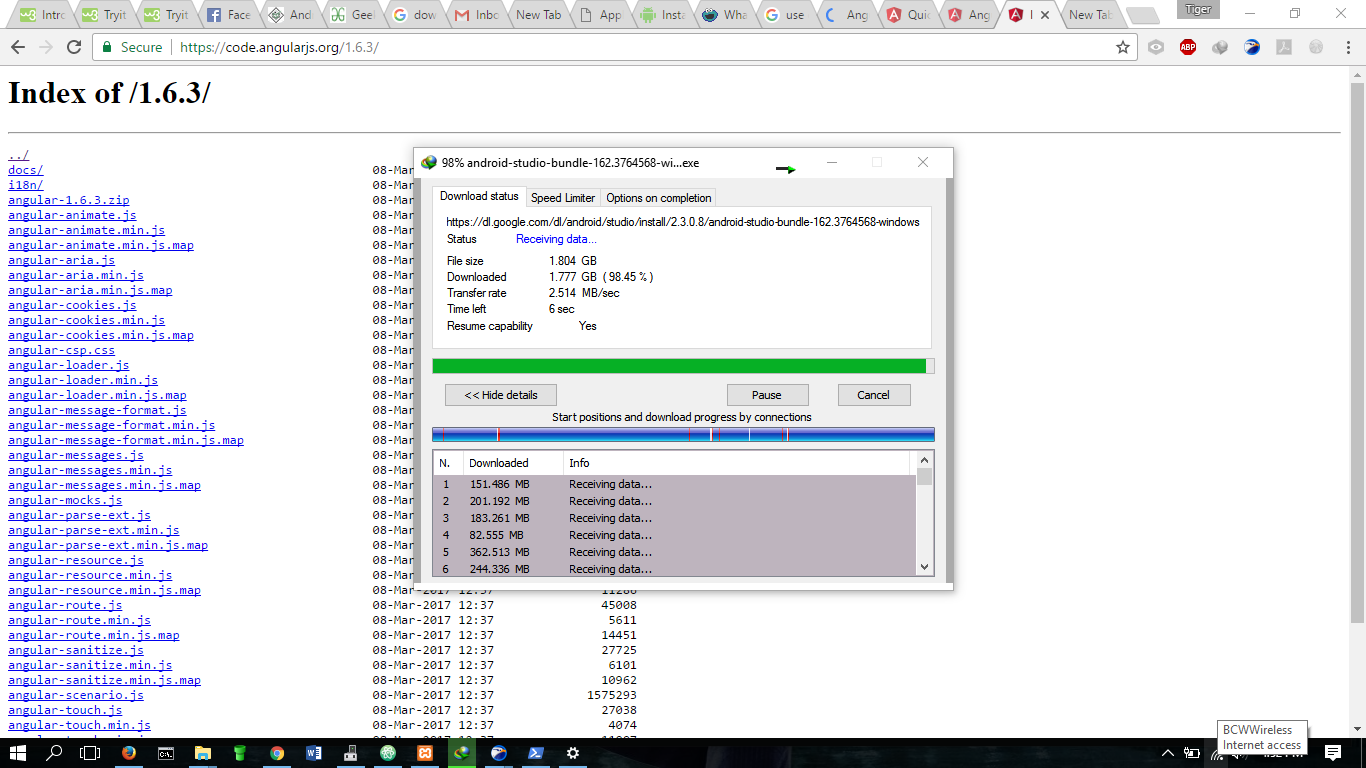 Intro
Tryit
Tryit
Face
And
Geel
dow
Inbo
New Tab
App
Insta
Wha
use
Ang
Quic
Ang
I
New Tab
Tiger
Secure
https://code.angularjs.org/1.6.3/
ABP
Index of /1.6.3/
../
docs/ 08-Mar
i18n/ 08-Mar
angular-1.6.3.zip 08-Mar
angular-animate.js 08-Mar
angular-animate.min.js 08-Mar
angular-animate.min.js.map 08-Mar
angular-aria.js 08-Mar
angular-aria.min.js 08-Mar
angular-aria.min.js.map 08-Mar
angular-cookies.js 08-Mar
angular-cookies.min.js 08-Mar
angular-cookies.min.js.map 08-Mar
angular-csp.css 08-Mar
angular-loader.js 08-Mar
angular-loader.min.js 08-Mar
angular-loader.min.js.map 08-Mar
angular-message-format.js 08-Mar
angular-message-format.min.js 08-Mar
angular-message-format.min.js.map 08-Mar
angular-messages.js 08-Mar
angular-messages.min.js 08-Mar
angular-messages.min.js.map 08-Mar
angular-mocks.js 08-Mar
angular-parse-ext.js 08-Mar
angular-parse-ext.min.js 08-Mar
angular-parse-ext.min.js.map 08-Mar
angular-resource.js 08-Mar
angular-resource.min.js 08-Mar
angular-resource.min.js.map 08-Mar-2017 12:37
angular-route.js 08-Mar-2017 12:37 45008
angular-route.min.js 08-Mar-2017 12:37 5611
angular-route.min.js.map 08-Mar-2017 12:37 14451
angular-sanitize.js 08-Mar-2017 12:37 27725
angular-sanitize.min.js 08-Mar-2017 12:37 6101
angular-sanitize.min.js.map 08-Mar-2017 12:37 10962
angular-scenario.js 08-Mar-2017 12:37 1575293
angular-touch.js 08-Mar-2017 12:37 27038
angular-touch.min.js 08-Mar-2017 12:37 4074
98% android-studio-bundle-162.3764568-wi...exe
Download status
Speed Limiter
Options on completion
https://dl.google.com/dl/android/studio/install/2.3.0.8/android-studio-bundle-162.3764568-windows
Status Receiving data...
File size 1.804 GB
Downloaded 1.777 GB ( 98.45 % )
Transfer rate 2.514 MB/sec
Time left 6 sec
Resume capability Yes
<< Hide details
Pause
Cancel
Start positions and download progress by connections
N. Downloaded Info
1 151.486 MB Receiving data...
2 201.192 MB Receiving data...
3 183.261 MB Receiving data...
4 82.555 MB Receiving data...
5 362.513 MB Receiving data...
6 244.336 MB Receiving data...
BCWWireless
Internet access